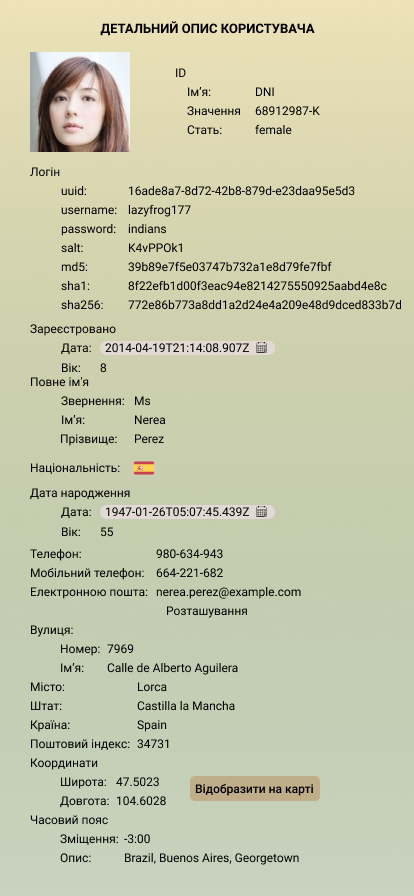 ДЕТАЛЬНИЙ ОПИС КОРИСТУВАЧА
ID
Ім'я: DNI
Значення 68912987-K
Стать: female
Логін
uuid: 16ade8a7-8d72-42b8-879d-e23daa95e5d3
username: lazyfrog177
password: indians
salt: K4vPPOk1
md5: 39b89e7f5e03747b732a1e8d79fe7fbf
sha1: 8f22efb1d00f3eac94e8214275550925aabd4e8c
sha256: 772e86b773a8dd1a2d24e4a209e48d9dced833b7d
Зареєстровано
Дата: 2014-04-19T21:14:08.907Z
Вік: 8
Повне ім'я
Звернення: Ms
Ім'я: Nerea
Прізвище: Perez
Національність:
Дата народження
Дата: 1947-01-26T05:07:45.439Z
Вік: 55
Телефон: 980-634-943
Мобільний телефон: 664-221-682
Електронною пошта: nerea.perez@example.com
Розташування
Вулиця:
Номер: 7969
Ім'я: Calle de Alberto Aguilera
Місто: Lorca
Штат: Castilla la Mancha
Країна: Spain
Поштовий індекс: 34731
Координати
Широта: 47.5023
Відобразити на карті
Довгота: 104.6028
Часовий пояс
Зміщення: -3:00
Опис: Brazil, Buenos Aires, Georgetown